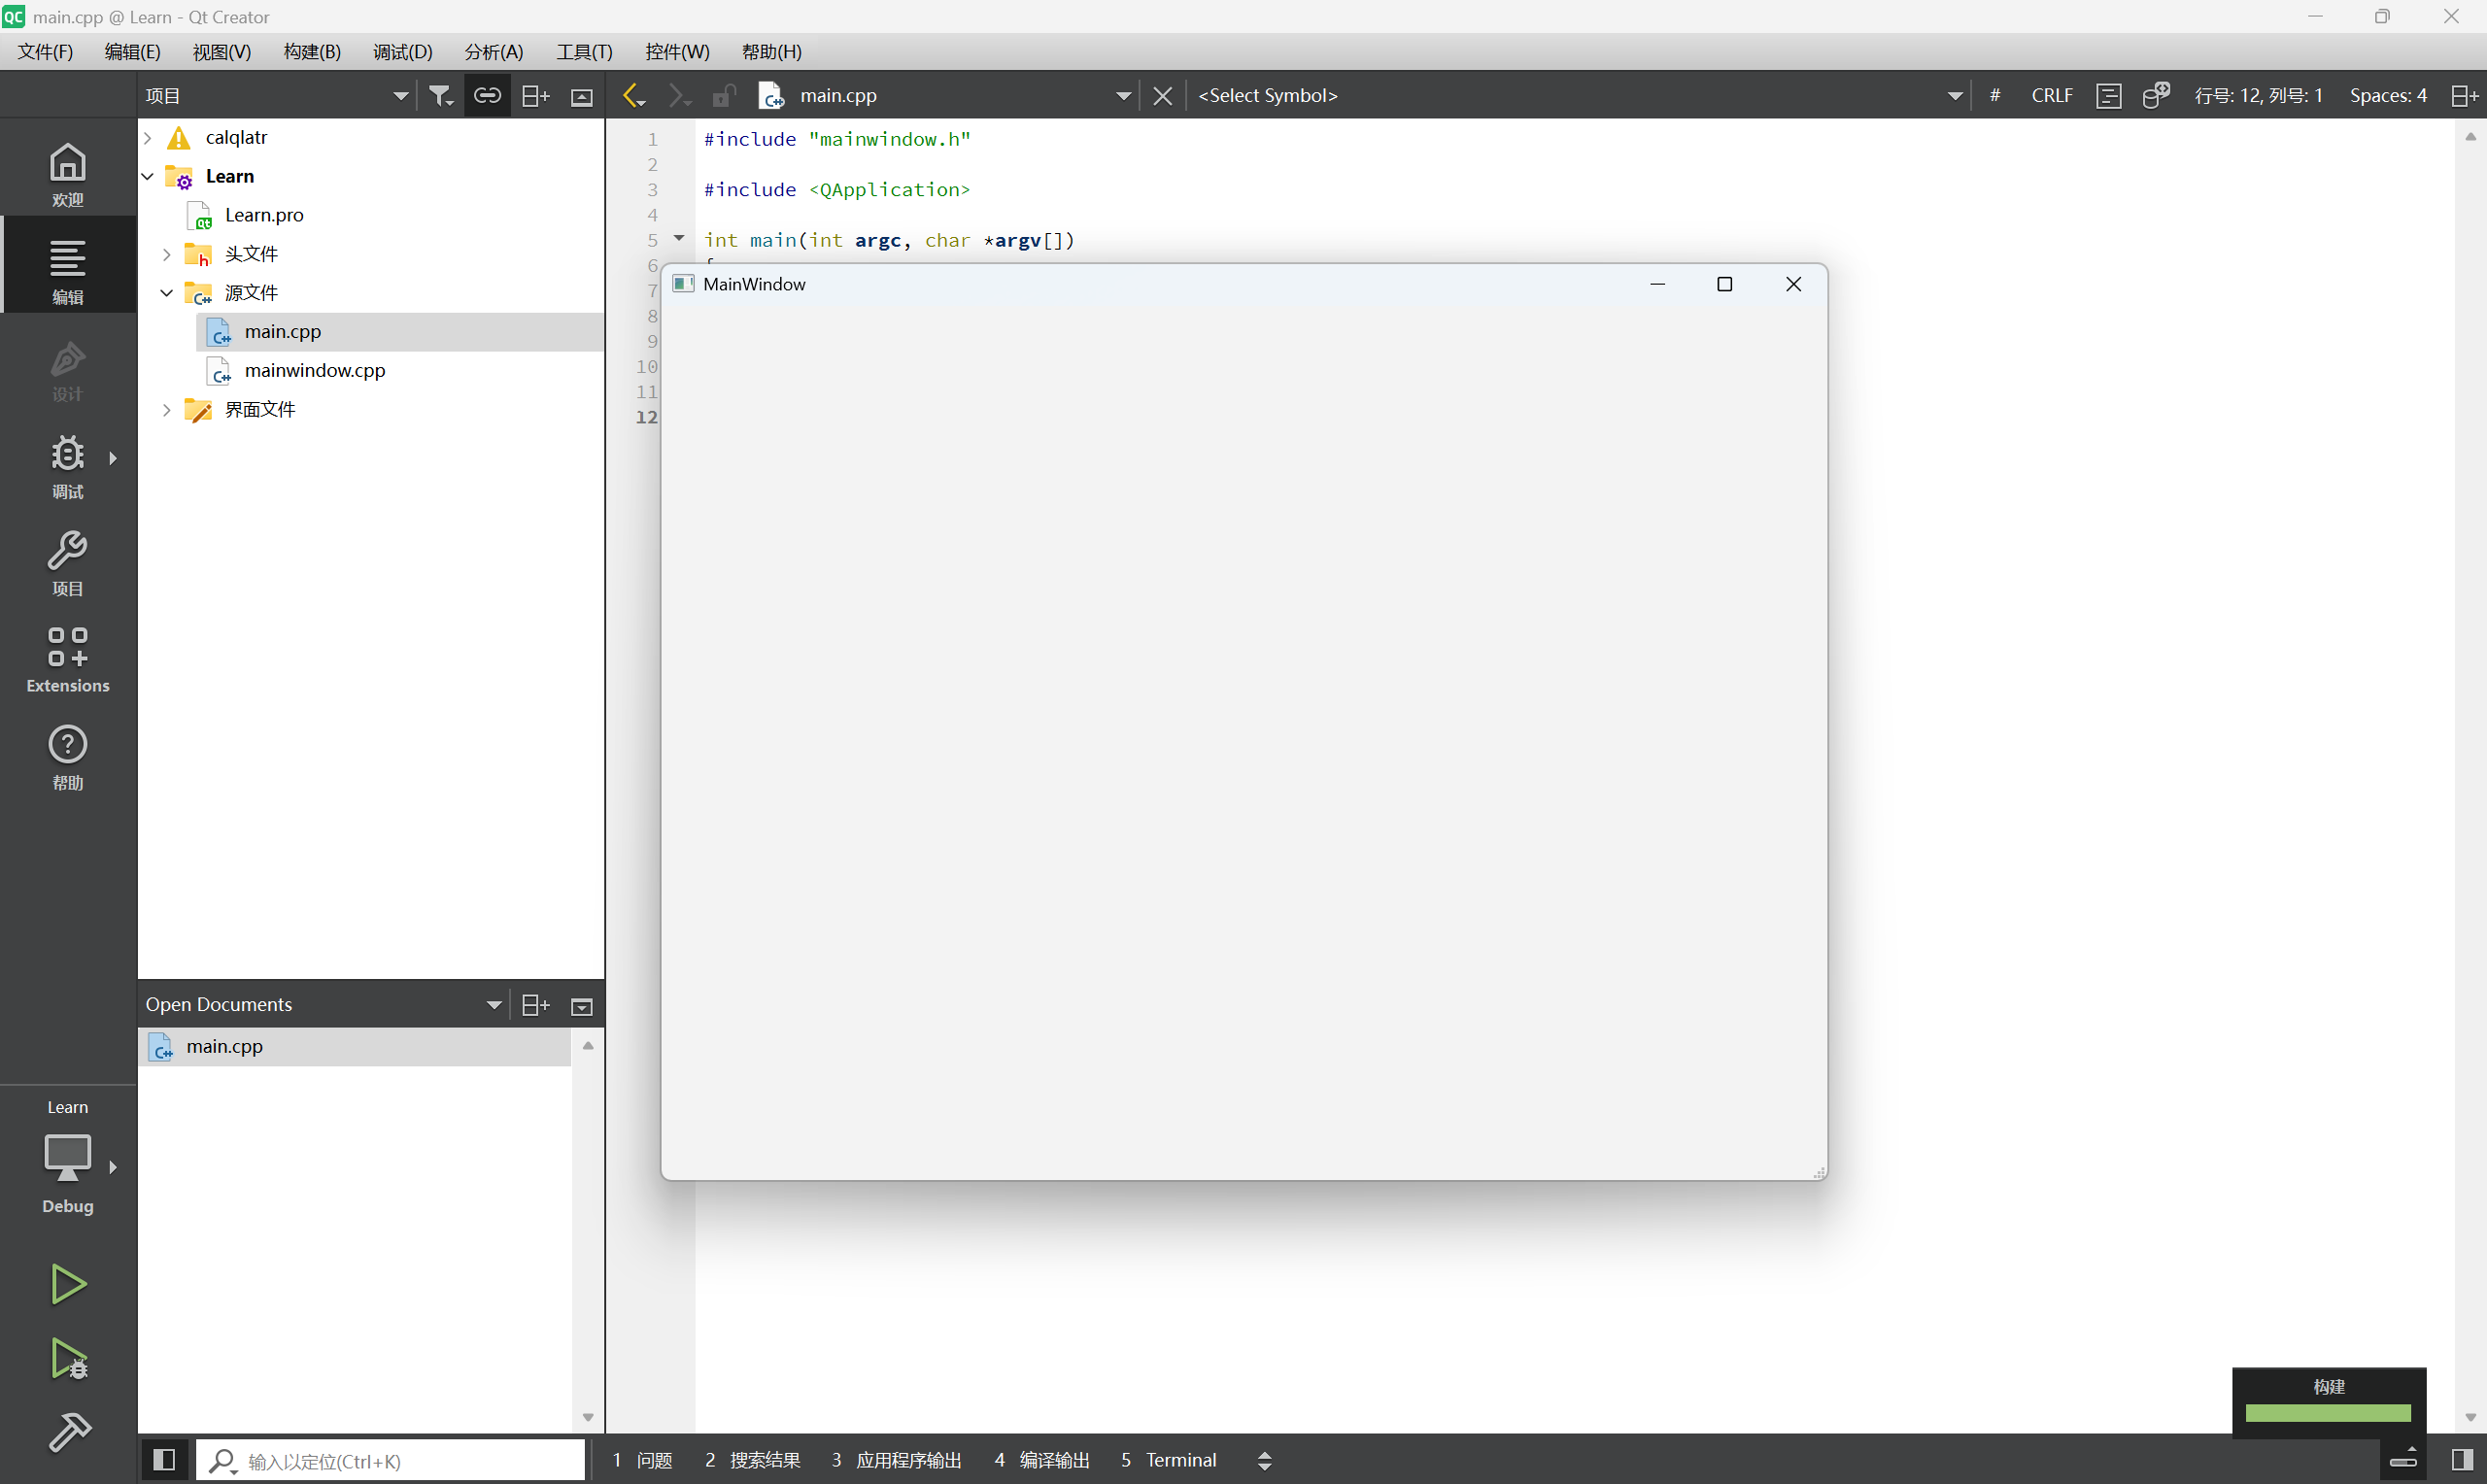 main.cpp @ Learn - Qt Creator
文件(F) 编辑(E) 视图(V) 构建(B) 调试(D) 分析(A) 工具(T) 控件(W) 帮助(H)
项目
main.cpp
<Select Symbol>
# CRLF 行号: 12, 列号: 1 Spaces: 4
欢迎
编辑
设计
调试
项目
Extensions
帮助
calqlatr
Learn
Learn.pro
头文件
源文件
main.cpp
mainwindow.cpp
界面文件
1 #include "mainwindow.h"
2
3 #include <QApplication>
4
5 int main(int argc, char *argv[])
6
7
8
9
10
11
12
MainWindow
Open Documents
main.cpp
Learn
Debug
构建
输入以定位(Ctrl+K)
1 问题 2 搜索结果 3 应用程序输出 4 编译输出 5 Terminal